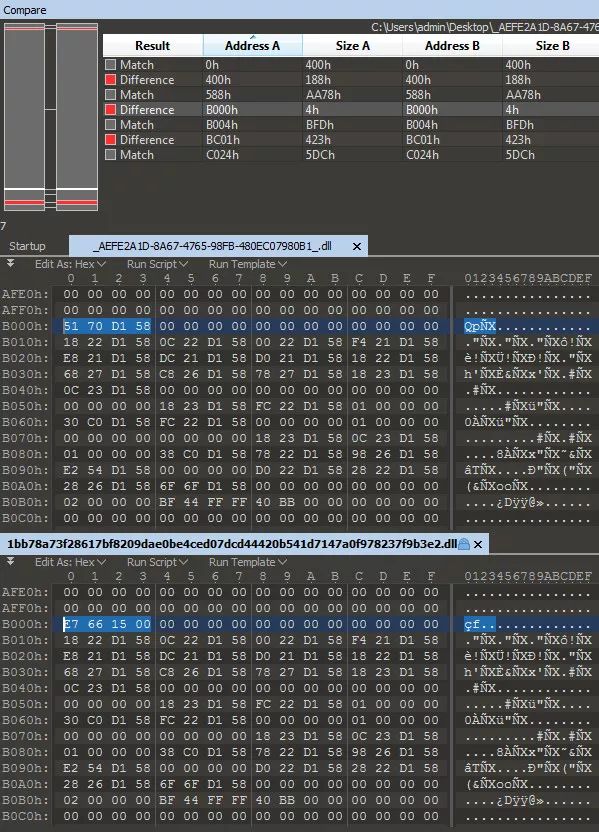 Compare
C:\Users\admin\Desktop\_AEFE2A1D-8A67-476
Result Address A Size A Address B Size B
Match 0h 400h 0h 400h
Difference 400h 188h 400h 188h
Match 588h AA78h 588h AA78h
Difference B000h 4h B000h 4h
Match B004h BFDh B004h BFDh
Difference BC01h 423h BC01h 423h
Match C024h 5DCh C024h 5DCh
7
Startup _AEFE2A1D-8A67-4765-98FB-480EC07980B1_.dll
Edit As: Hex Run Script Run Template
0 1 2 3 4 5 6 7 8 9 A B C D E F 0123456789ABCDEF
AFE0h: 00 00 00 00 00 00 00 00 00 00 00 00 00 00 00 00 ................
AFF0h: 00 00 00 00 00 00 00 00 00 00 00 00 00 00 00 00 ................
B000h: 51 70 D1 58 00 00 00 00 00 00 00 00 00 00 00 00 QpÑX............
B010h: 18 22 D1 58 0C 22 D1 58 00 22 D1 58 F4 21 D1 58 ."ÑX."ÑX."ÑXô!ÑX
B020h: E8 21 D1 58 DC 21 D1 58 D0 21 D1 58 18 22 D1 58 è!ÑXÜ!ÑXÐ!ÑX."ÑX
B030h: 68 27 D1 58 C8 26 D1 58 78 27 D1 58 18 23 D1 58 h'ÑXÈ&ÑXx'ÑX.#ÑX
B040h: 0C 23 D1 58 00 00 00 00 00 00 00 00 00 00 00 00 .#ÑX............
B050h: 00 00 00 00 18 23 D1 58 FC 22 D1 58 01 00 00 00 .....#ÑXü"ÑX....
B060h: 30 C0 D1 58 FC 22 D1 58 00 00 00 00 01 00 00 00 0ÀÑXü"ÑX........
B070h: 00 00 00 00 00 00 00 00 18 23 D1 58 0C 23 D1 58 .........#ÑX.#ÑX
B080h: 01 00 00 00 38 C0 D1 58 78 22 D1 58 98 26 D1 58 ....8ÀÑXx"ÑX˜&ÑX
B090h: E2 54 D1 58 00 00 00 00 D0 22 D1 58 28 22 D1 58 âTÑX....Ð"ÑX("ÑX
B0A0h: 28 26 D1 58 6F 6F D1 58 00 00 00 00 00 00 00 00 (&ÑXooÑX........
B0B0h: 02 00 00 00 BF 44 FF FF 40 BB 00 00 00 00 00 00 ....¿Dÿÿ@»......
B0C0h: 00 00 00 00 00 00 00 00 00 00 00 00 00 00 00 00 ................
1bb78a73f28617bf8209dae0be4ced07dcd44420b541d7147a0f978237f9b3e2.dll
Edit As: Hex Run Script Run Template
0 1 2 3 4 5 6 7 8 9 A B C D E F 0123456789ABCDEF
AFE0h: 00 00 00 00 00 00 00 00 00 00 00 00 00 00 00 00 ................
AFF0h: 00 00 00 00 00 00 00 00 00 00 00 00 00 00 00 00 ................
B000h: E7 66 15 00 00 00 00 00 00 00 00 00 00 00 00 00 çf..............
B010h: 18 22 D1 58 0C 22 D1 58 00 22 D1 58 F4 21 D1 58 ."ÑX."ÑX."ÑXô!ÑX
B020h: E8 21 D1 58 DC 21 D1 58 D0 21 D1 58 18 22 D1 58 è!ÑXÜ!ÑXÐ!ÑX."ÑX
B030h: 68 27 D1 58 C8 26 D1 58 78 27 D1 58 18 23 D1 58 h'ÑXÈ&ÑXx'ÑX.#ÑX
B040h: 0C 23 D1 58 00 00 00 00 00 00 00 00 00 00 00 00 .#ÑX............
B050h: 00 00 00 00 18 23 D1 58 FC 22 D1 58 01 00 00 00 .....#ÑXü"ÑX....
B060h: 30 C0 D1 58 FC 22 D1 58 00 00 00 00 01 00 00 00 0ÀÑXü"ÑX........
B070h: 00 00 00 00 00 00 00 00 18 23 D1 58 0C 23 D1 58 .........#ÑX.#ÑX
B080h: 01 00 00 00 38 C0 D1 58 78 22 D1 58 98 26 D1 58 ....8ÀÑXx"ÑX˜&ÑX
B090h: E2 54 D1 58 00 00 00 00 D0 22 D1 58 28 22 D1 58 âTÑX....Ð"ÑX("ÑX
B0A0h: 28 26 D1 58 6F 6F D1 58 00 00 00 00 00 00 00 00 (&ÑXooÑX........
B0B0h: 02 00 00 00 BF 44 FF FF 40 BB 00 00 00 00 00 00 ....¿Dÿÿ@»......
B0C0h: 00 00 00 00 00 00 00 00 00 00 00 00 00 00 00 00 ................